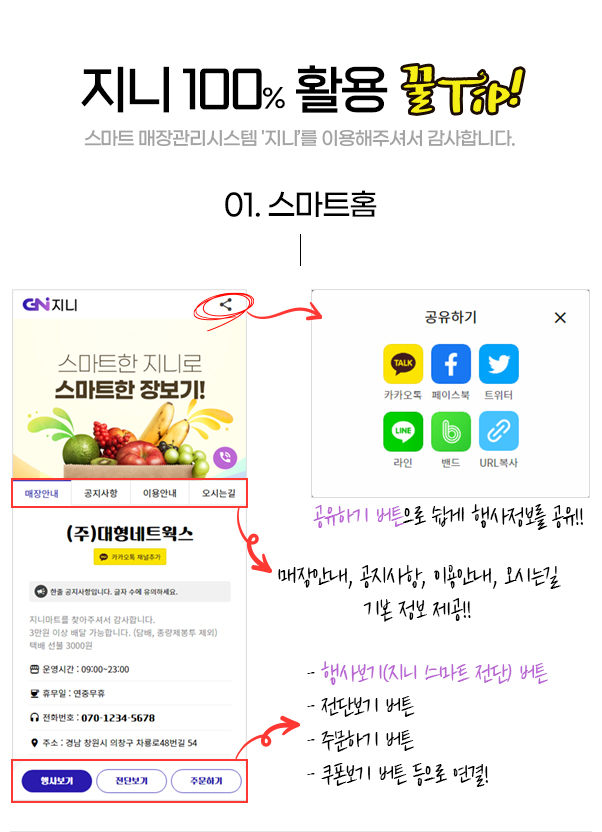 지니 100% 활용 꿀Tip!
스마트 매장관리시스템 '지니'를 이용해주셔서 감사합니다.
01. 스마트홈
GNi지니
스마트한 지니로
스마트한 장보기!
매장안내 공지사항 이용안내 오시는길
(주)대형네트웍스
TALK 카카오톡 채널추가
한줄 공지사항입니다. 글자 수에 유의하세요.
지니마트를 찾아주셔서 감사합니다.
3만원 이상 배달 가능합니다. (담배, 종량제봉투 제외)
택배 선불 3000원
운영시간 : 09:00~23:00
휴무일 : 연중무휴
전화번호 : 070-1234-5678
주소 : 경남 창원시 의창구 차룡로48번길 54
행사보기 전단보기 주문하기
공유하기
TALK
카카오톡 페이스북 트위터
LINE
라인 밴드 URL복사
공유하기 버튼으로 쉽게 행사정보를 공유!!
매장안내, 공지사항, 이용안내, 오시는길
기본 정보 제공!!
- 행사보기(지니 스마트 전단) 버튼
- 전단보기 버튼
- 주문하기 버튼
- 쿠폰보기 버튼 등으로 연결!